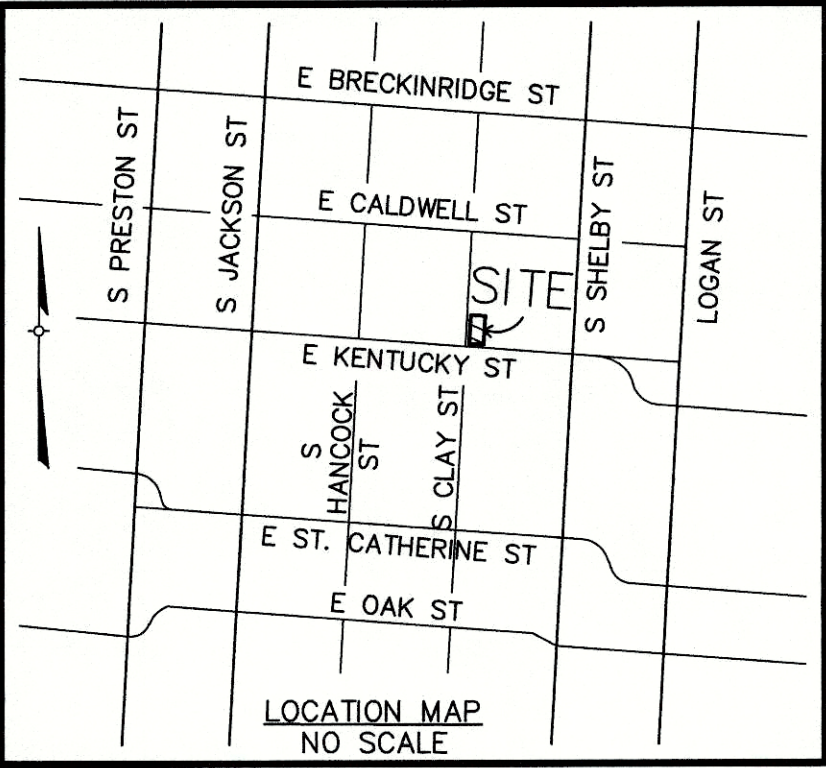 E BRECKINRIDGE ST
S PRESTON ST
S JACKSON ST
E CALDWELL ST
S SHELBY ST
LOGAN ST
SITE
E KENTUCKY ST
S
HANCOCK
ST
S CLAY ST
E ST. CATHERINE ST
E OAK ST
LOCATION MAP
NO SCALE